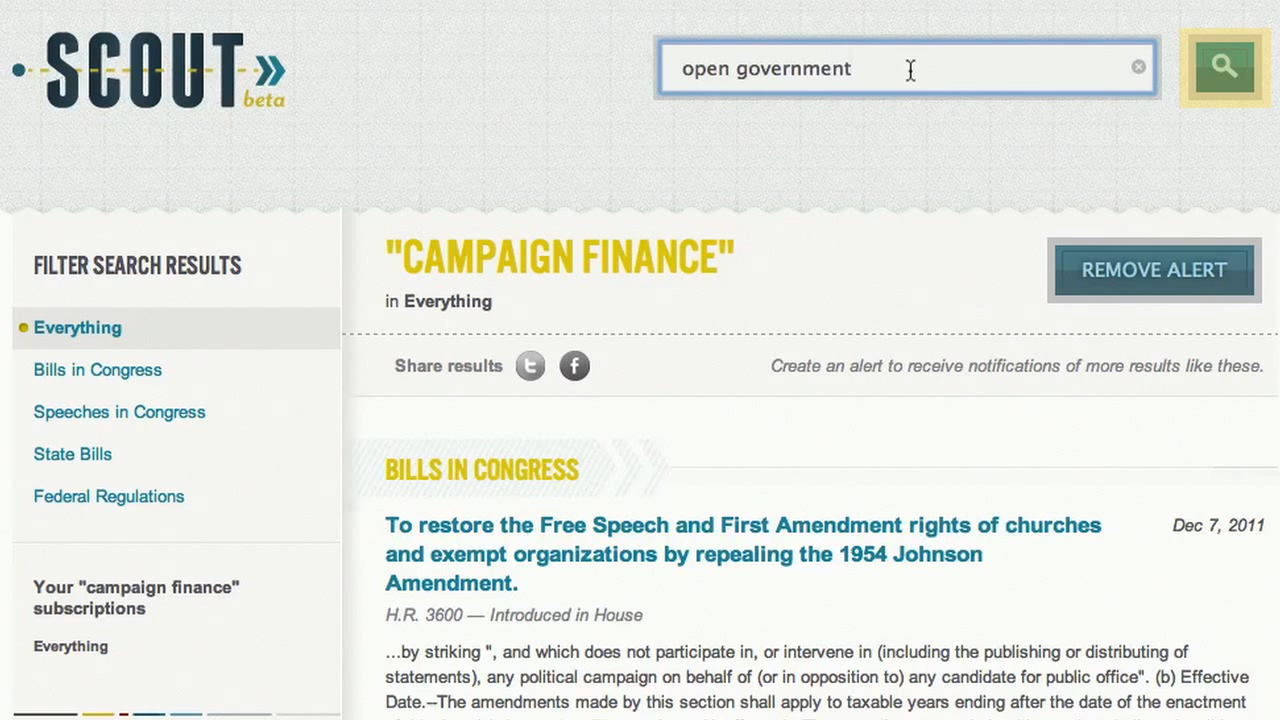 SCOUT
beta
open government
FILTER SEARCH RESULTS
Everything
Bills in Congress
Speeches in Congress
State Bills
Federal Regulations
Your "campaign finance"
subscriptions
Everything
"CAMPAIGN FINANCE"
in Everything
REMOVE ALERT
Share results
Create an alert to receive notifications of more results like these.
BILLS IN CONGRESS
To restore the Free Speech and First Amendment rights of churches
and exempt organizations by repealing the 1954 Johnson
Amendment.
Dec 7, 2011
H.R. 3600 — Introduced in House
...by striking ", and which does not participate in, or intervene in (including the publishing or distributing of
statements), any political campaign on behalf of (or in opposition to) any candidate for public office". (b) Effective
Date.--The amendments made by this section shall apply to taxable years ending after the date of the enactment